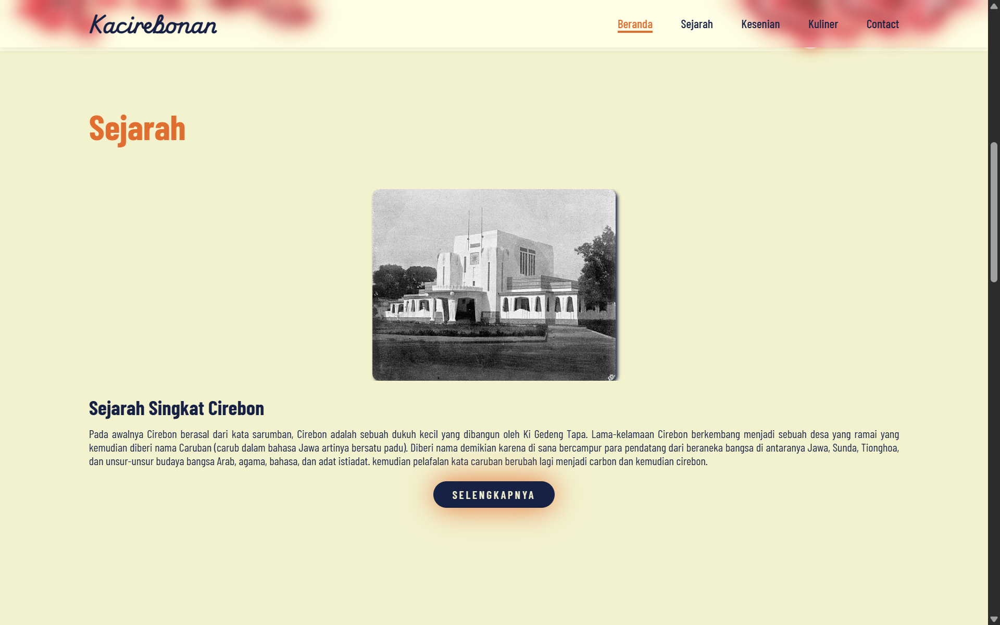 Kacirebonan
Beranda
Sejarah
Kesenian
Kuliner
Contact
Sejarah
Sejarah Singkat Cirebon
Pada awalnya Cirebon berasal dari kata sarumban, Cirebon adalah sebuah dukuh kecil yang dibangun oleh Ki Gedeng Tapa. Lama-kelamaan Cirebon berkembang menjadi sebuah desa yang ramai yang
kemudian diberi nama Caruban (carub dalam bahasa Jawa artinya bersatu padu). Diberi nama demikian karena di sana bercampur para pendatang dari beraneka bangsa di antaranya Jawa, Sunda, Tionghoa,
dan unsur-unsur budaya bangsa Arab, agama, bahasa, dan adat istiadat. kemudian pelafalan kata caruban berubah lagi menjadi carbon dan kemudian cirebon.
SELENGKAPNYA